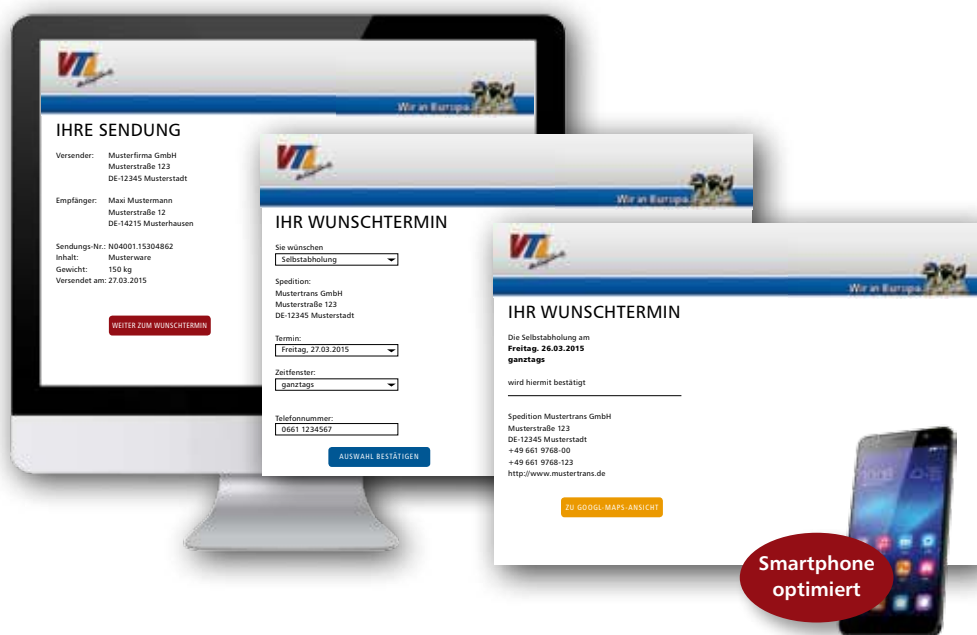 VTL
Wir in Europa.
IHRE SENDUNG
Versender: Musterfirma GmbH
Musterstraße 123
DE-12345 Musterstadt
Empfänger: Maxi Mustermann
Musterstraße 12
DE-14215 Musterhausen
Sendungs-Nr.: N04001.15304862
Inhalt: Musterware
Gewicht: 150 kg
Versendet am: 27.03.2015
WEITER ZUM WUNSCHTERMIN
VTL
Wir in Europa.
IHR WUNSCHTERMIN
Sie wünschen
Selbstabholung
Spedition:
Mustertrans GmbH
Musterstraße 123
DE-12345 Musterstadt
Termin:
Freitag, 27.03.2015
Zeitfenster:
ganztags
Telefonnummer:
0661 1234567
AUSWAHL BESTÄTIGEN
VTL
Wir in Europa.
IHR WUNSCHTERMIN
Die Selbstabholung am
Freitag. 26.03.2015
ganztags
wird hiermit bestätigt
Spedition Mustertrans GmbH
Musterstraße 123
DE-12345 Musterstadt
+49 661 9768-00
+49 661 9768-123
http://www.mustertrans.de
ZU GOOGL-MAPS-ANSICHT
Smartphone
optimiert